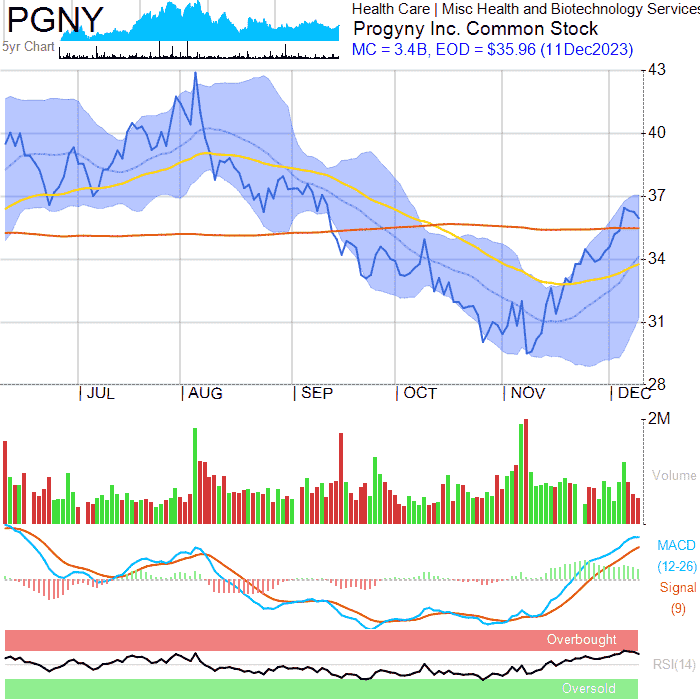 PGNY
5yr Chart
Health Care | Misc Health and Biotechnology Services
Progyny Inc. Common Stock
MC = 3.4B, EOD = $35.96 (11Dec2023)
43
40
37
34
31
28
| JUL
| AUG
| SEP
| OCT
| NOV
| DEC
2M
Volume
MACD
(12-26)
Signal
(9)
Overbought
RSI(14)
Oversold